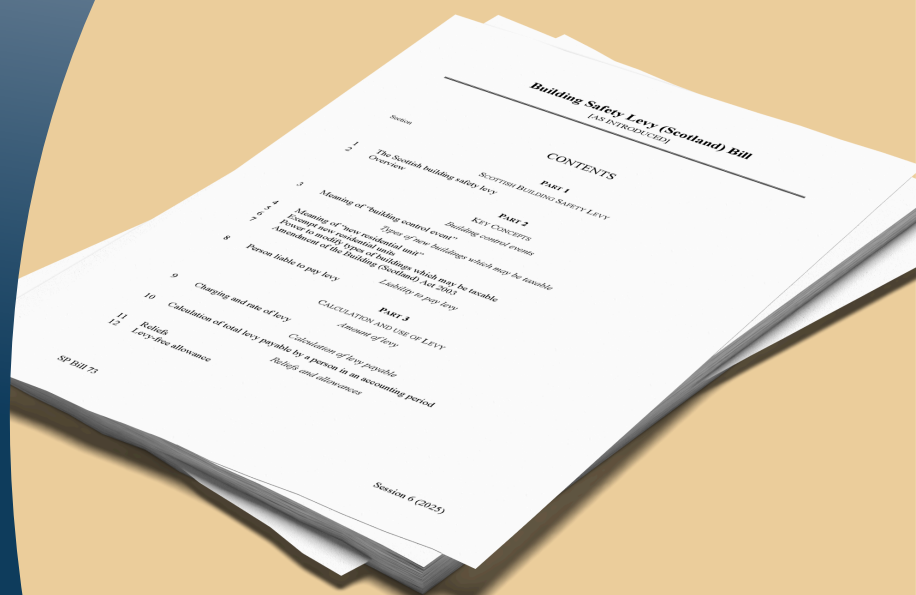 Building Safety Levy (Scotland) Bill
[AS INTRODUCED]
CONTENTS
Section
PART 1
SCOTTISH BUILDING SAFETY LEVY
1 The Scottish building safety levy
2 Overview
PART 2
KEY CONCEPTS
Building control events
3 Meaning of “building control event”
Types of new buildings which may be taxable
4 Meaning of “new residential unit”
5 Exempt new residential units
6 Power to modify types of buildings which may be taxable
7 Amendment of the Building (Scotland) Act 2003
Liability to pay levy
8 Person liable to pay levy
PART 3
CALCULATION AND USE OF LEVY
Amount of levy
9 Charging and rate of levy
Calculation of levy payable
10 Calculation of total levy payable by a person in an accounting period
Reliefs and allowances
11 Reliefs
12 Levy-free allowance
SP Bill 73
Session 6 (2025)